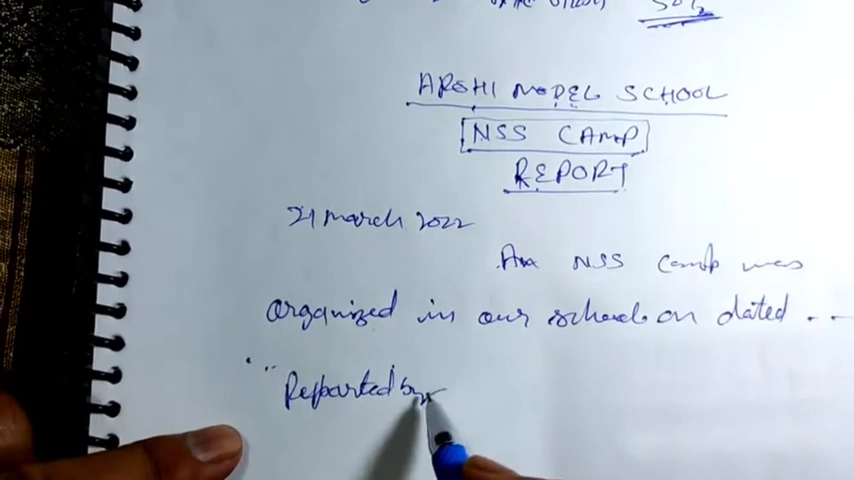 ARSHI MODEL SCHOOL
NSS CAMP
REPORT
21 March 2022
An NSS Camp was
organized in our school on dated ...
...
Reported by